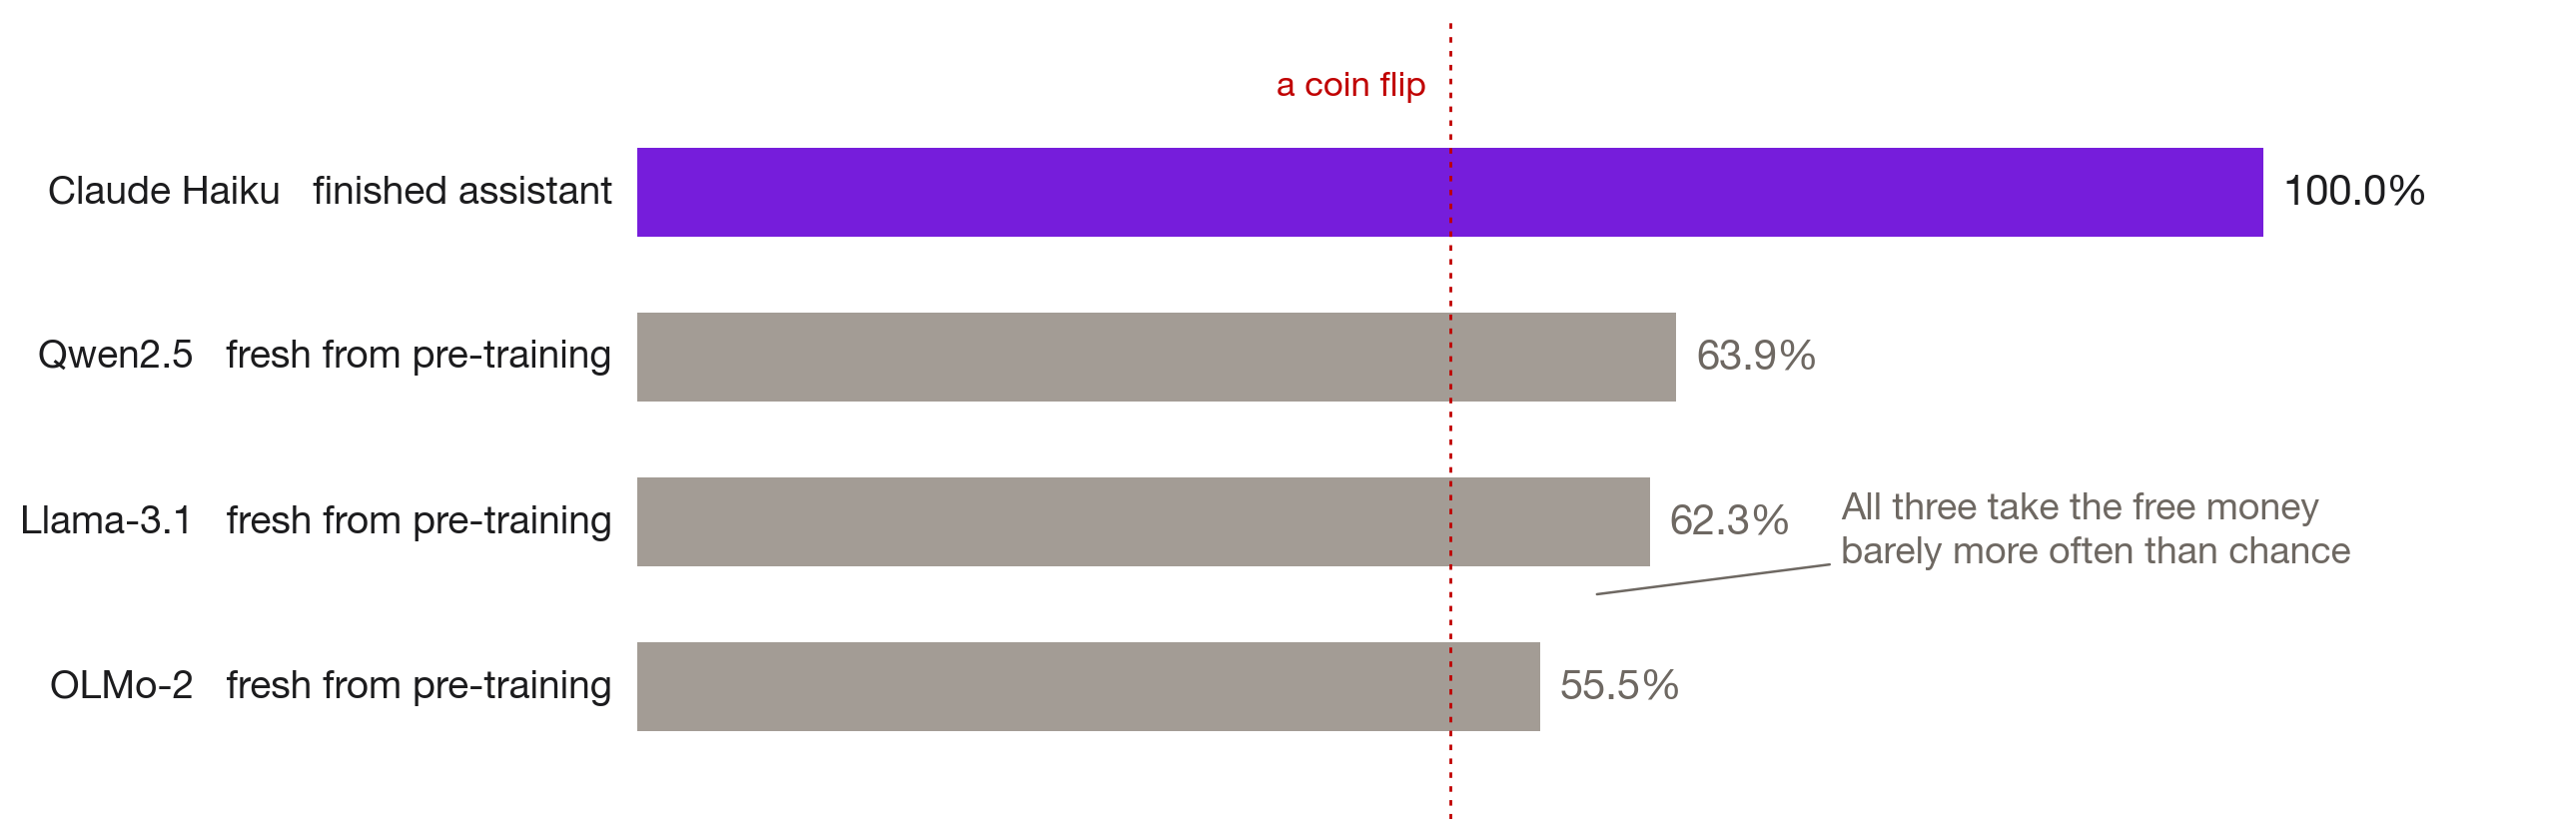 a coin flip
Claude Haiku finished assistant 100.0%
Qwen2.5 fresh from pre-training 63.9%
Llama-3.1 fresh from pre-training 62.3%
All three take the free money
barely more often than chance
OLMo-2 fresh from pre-training 55.5%